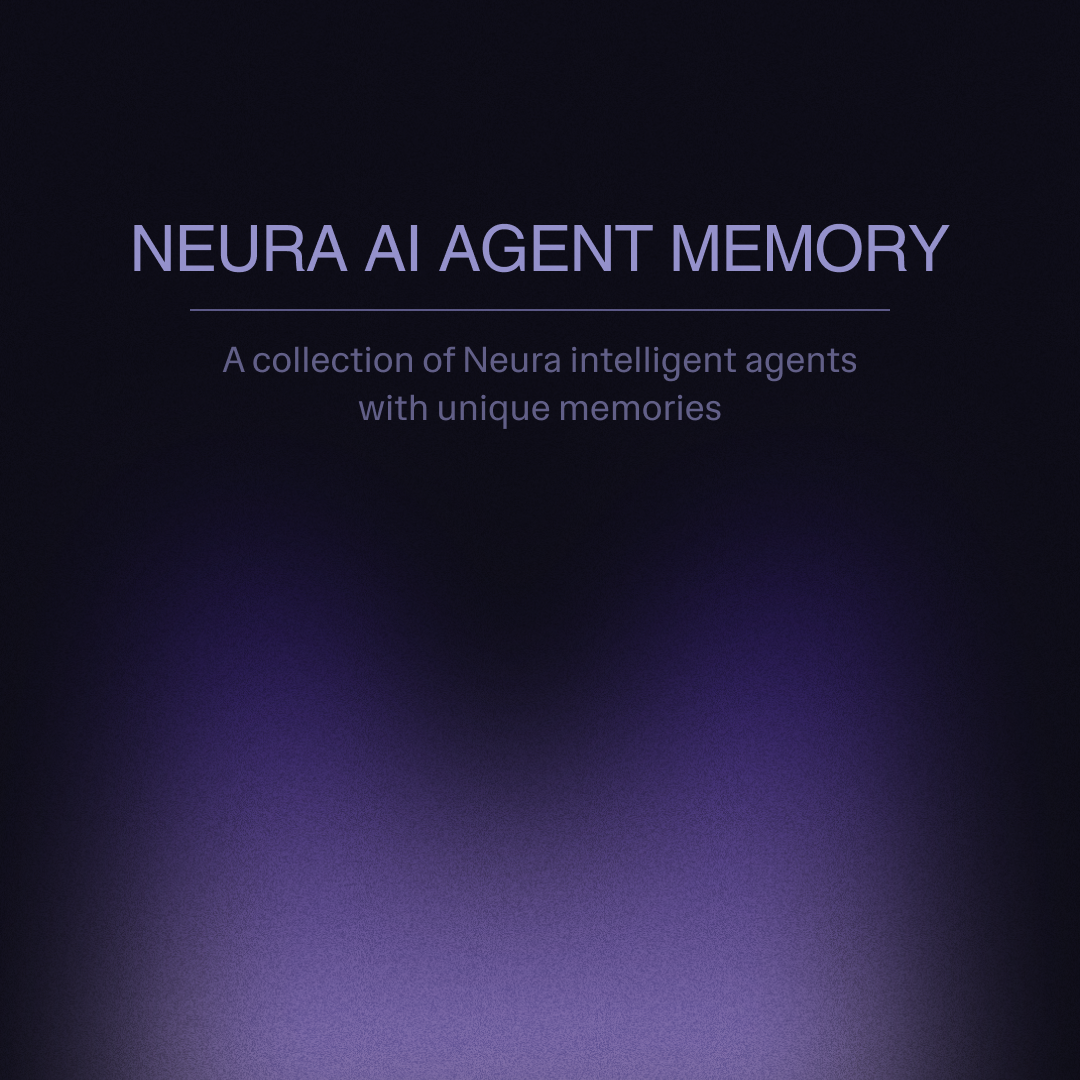 NEURA AI AGENT MEMORY
A collection of Neura intelligent agents
with unique memories